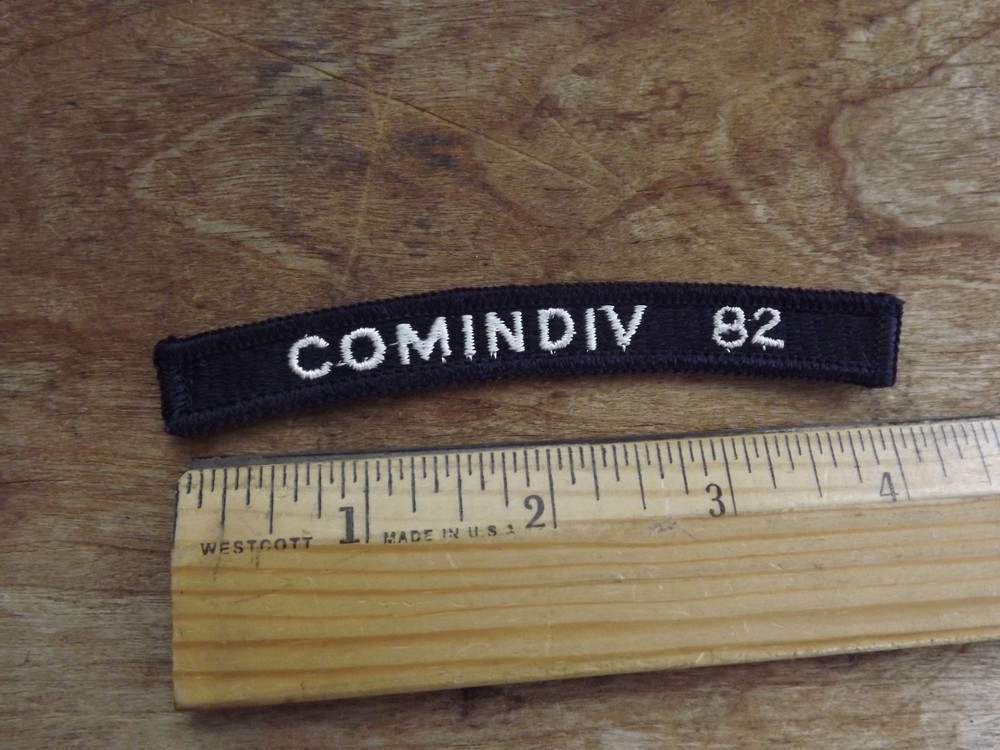 COMINDIV 82
1 2 3 4
WESTCOTT MADE IN U.S.A